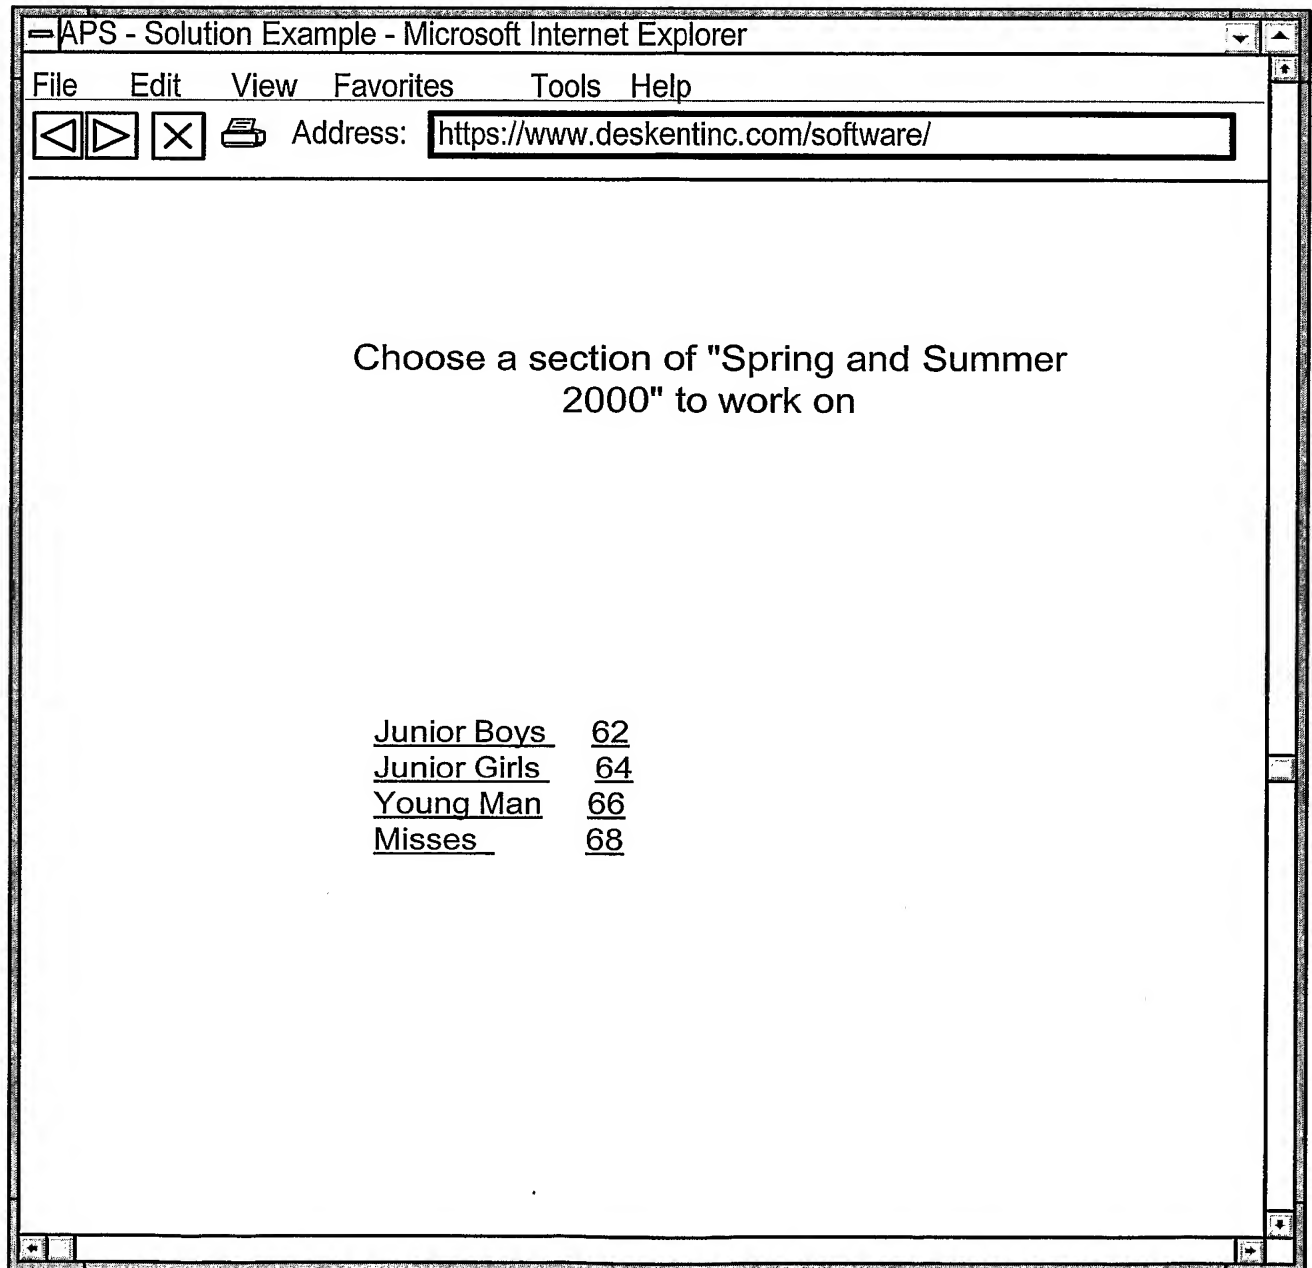 APS - Solution Example - Microsoft Internet Explorer
File Edit View Favorites Tools Help
Address: https://www.deskentinc.com/software/
Choose a section of "Spring and Summer
2000" to work on
Junior Boys 62
Junior Girls 64
Young Man 66
Misses 68